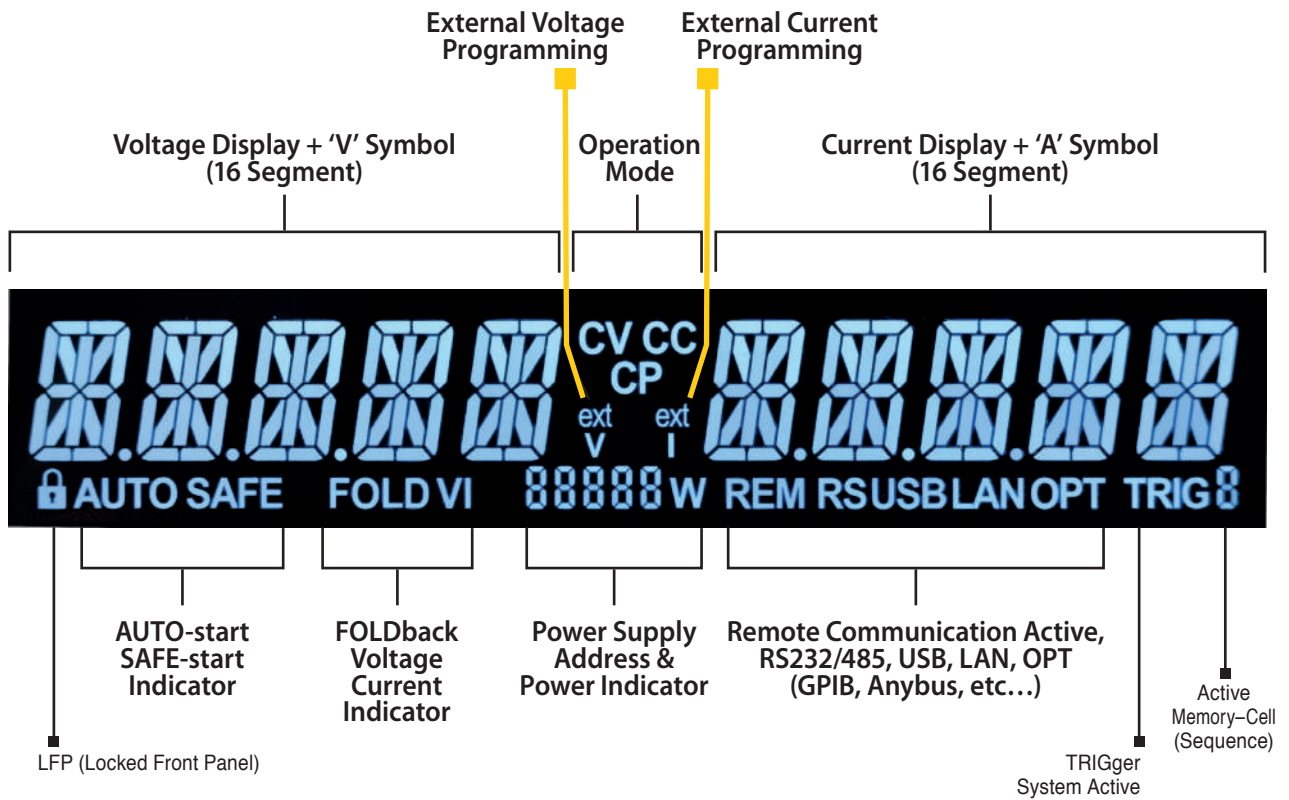 External Voltage
Programming
External Current
Programming
Voltage Display + ‘V’ Symbol
(16 Segment)
Operation
Mode
Current Display + ‘A’ Symbol
(16 Segment)
CV CC
CP
ext ext
V I
AUTO SAFE FOLD VI 88888 W REM RS USB LAN OPT TRIG 8
AUTO-start
SAFE-start
Indicator
FOLDback
Voltage
Current
Indicator
Power Supply
Address &
Power Indicator
Remote Communication Active,
RS232/485, USB, LAN, OPT
(GPIB, Anybus, etc…)
Active
Memory–Cell
(Sequence)
LFP (Locked Front Panel)
TRIGger
System Active